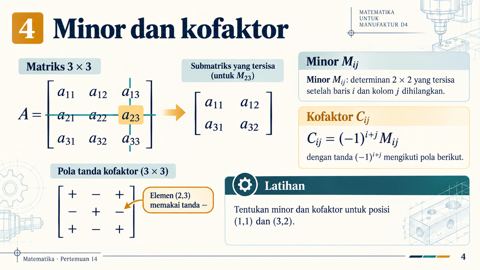 4 Minor dan kofaktor
MATEMATIKA
UNTUK
MANUFAKTUR D4
Matriks 3 × 3
A = [a₁₁ a₁₂ a₁₃
a₂₁ a₂₂ a₂₃
a₃₁ a₃₂ a₃₃]
Submatriks yang tersisa
(untuk M₂₃)
[a₁₁ a₁₂
a₃₁ a₃₂]
Minor Mᵢⱼ
Minor Mᵢⱼ: determinan 2 × 2 yang tersisa
setelah baris i dan kolom j dihilangkan.
Kofaktor Cᵢⱼ
Cᵢⱼ = (−1)ⁱ⁺ʲ Mᵢⱼ
dengan tanda (−1)ⁱ⁺ʲ mengikuti pola berikut.
Pola tanda kofaktor (3 × 3)
[+ − +
− + −
+ − +]
Elemen (2,3)
memakai tanda −
Latihan
Tentukan minor dan kofaktor untuk posisi
(1,1) dan (3,2).
Matematika · Pertemuan 14
4